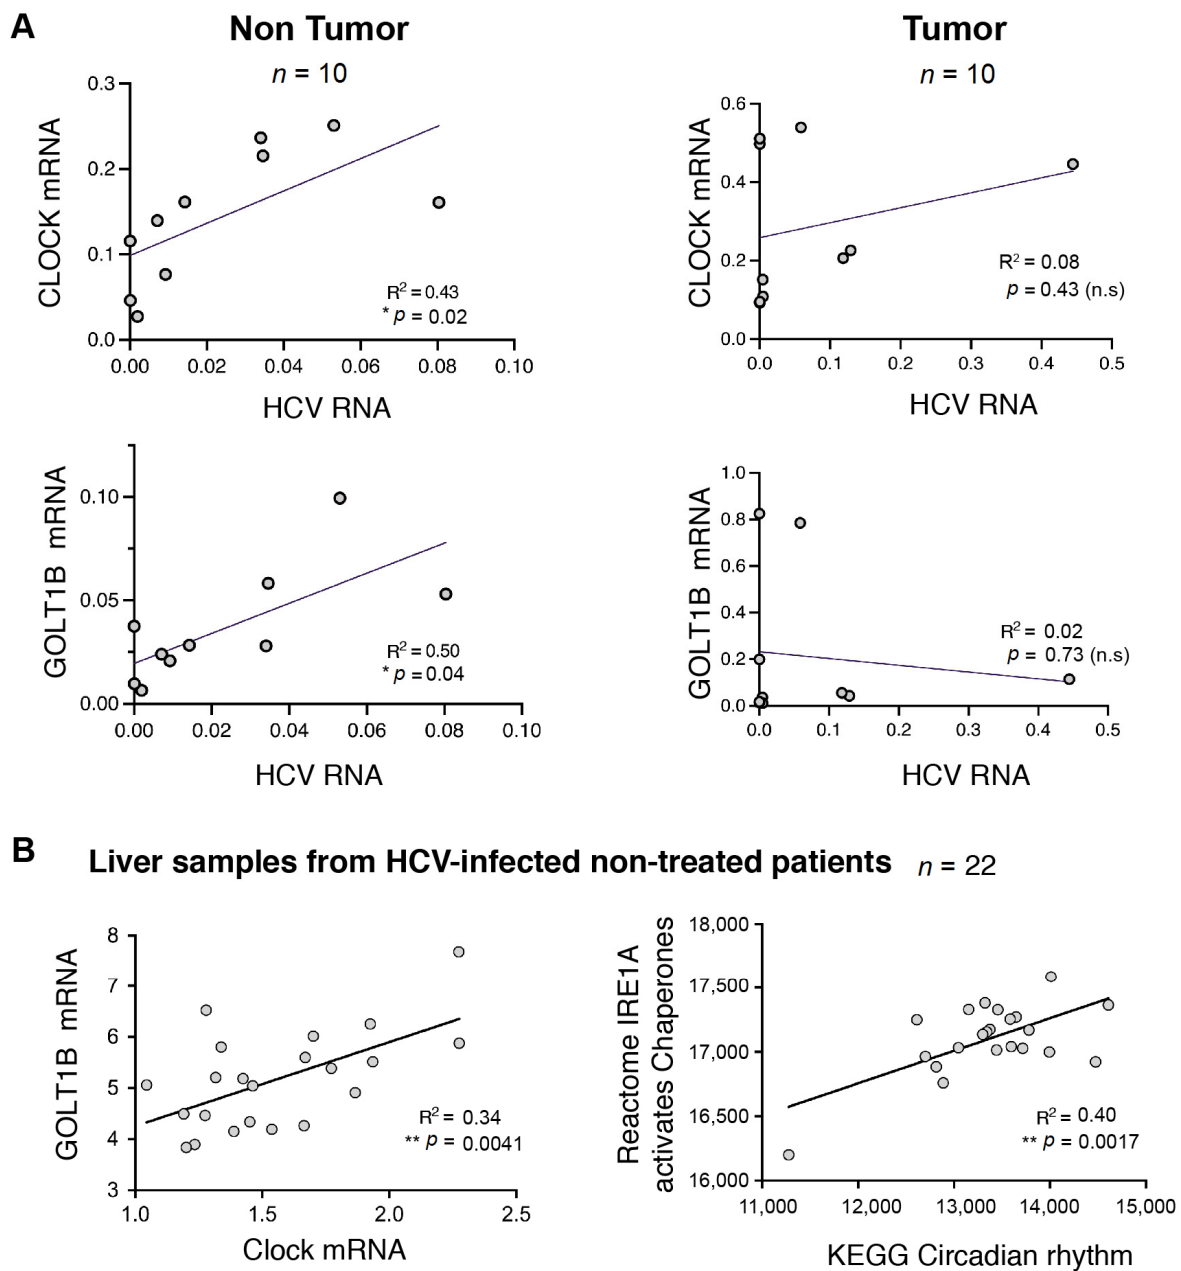 A
Non Tumor
n = 10
CLOCK mRNA
0.3
0.2
0.1
0.0
0.00 0.02 0.04 0.06 0.08 0.10
HCV RNA
R² = 0.43
* p = 0.02
Tumor
n = 10
CLOCK mRNA
0.6
0.4
0.2
0.0
0.0 0.1 0.2 0.3 0.4 0.5
HCV RNA
R² = 0.08
p = 0.43 (n.s)
GOLT1B mRNA
0.10
0.05
0.00
0.00 0.02 0.04 0.06 0.08 0.10
HCV RNA
R² = 0.50
* p = 0.04
GOLT1B mRNA
1.0
0.8
0.6
0.4
0.2
0.0
0.0 0.1 0.2 0.3 0.4 0.5
HCV RNA
R² = 0.02
p = 0.73 (n.s)
B
Liver samples from HCV-infected non-treated patients n = 22
GOLT1B mRNA
8
7
6
5
4
3
1.0 1.5 2.0 2.5
Clock mRNA
R² = 0.34
** p = 0.0041
Reactome IRE1A
activates Chaperones
18,000
17,500
17,000
16,500
16,000
11,000 12,000 13,000 14,000 15,000
KEGG Circadian rhythm
R² = 0.40
** p = 0.0017